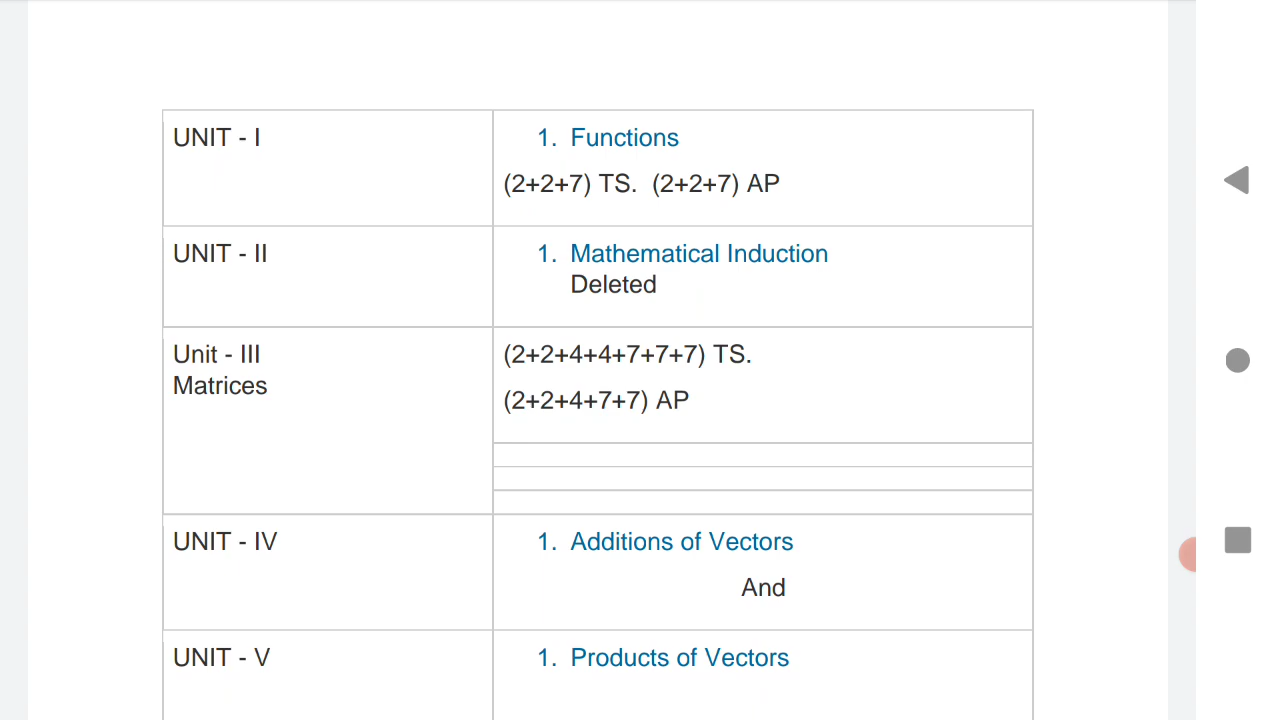 UNIT - I
1. Functions
(2+2+7) TS. (2+2+7) AP
UNIT - II
1. Mathematical Induction
Deleted
Unit - III
Matrices
(2+2+4+4+7+7+7) TS.
(2+2+4+7+7) AP
UNIT - IV
1. Additions of Vectors
And
UNIT - V
1. Products of Vectors